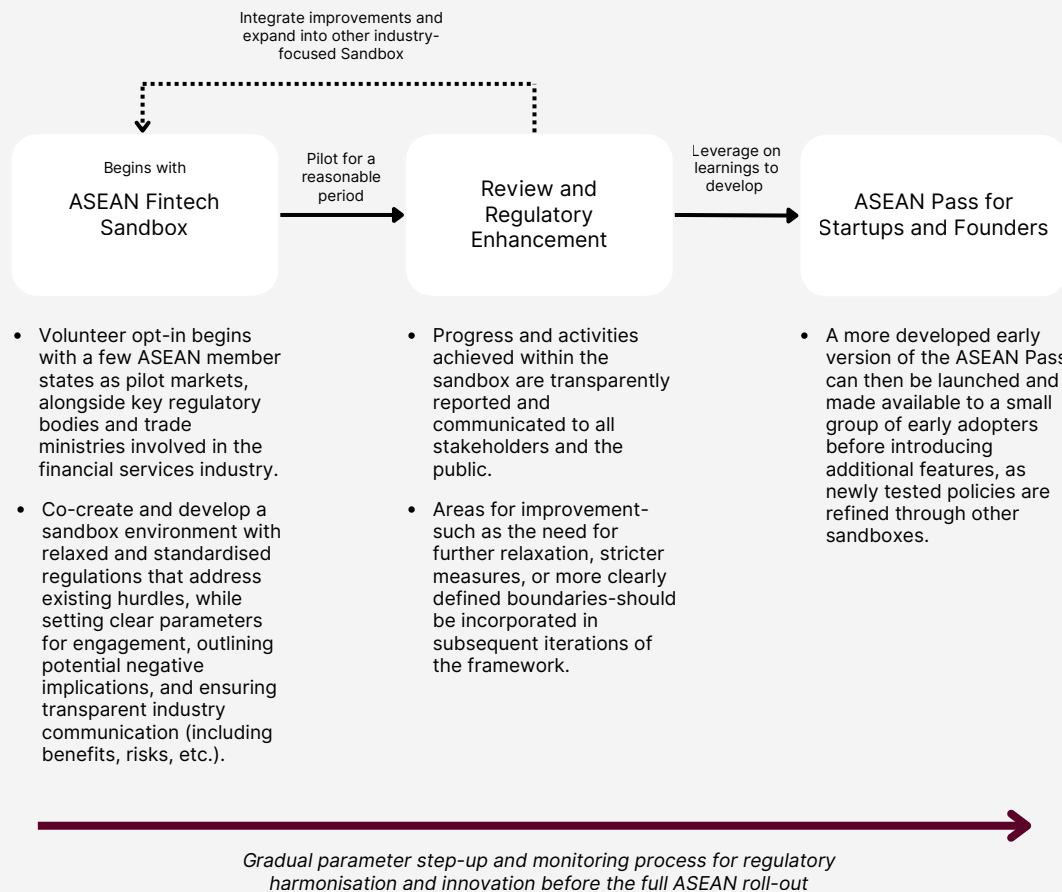 Integrate improvements and
expand into other industry-
focused Sandbox
Begins with
ASEAN Fintech
Sandbox
Pilot for a
reasonable
period
Review and
Regulatory
Enhancement
Leverage on
learnings to
develop
ASEAN Pass for
Startups and Founders
• Volunteer opt-in begins
with a few ASEAN member
states as pilot markets,
alongside key regulatory
bodies and trade
ministries involved in the
financial services industry.
• Co-create and develop a
sandbox environment with
relaxed and standardised
regulations that address
existing hurdles, while
setting clear parameters
for engagement, outlining
potential negative
implications, and ensuring
transparent industry
communication (including
benefits, risks, etc.).
• Progress and activities
achieved within the
sandbox are transparently
reported and
communicated to all
stakeholders and the
public.
• Areas for improvement-
such as the need for
further relaxation, stricter
measures, or more clearly
defined boundaries-should
be incorporated in
subsequent iterations of
the framework.
• A more developed early
version of the ASEAN Pass
can then be launched and
made available to a small
group of early adopters
before introducing
additional features, as
newly tested policies are
refined through other
sandboxes.
Gradual parameter step-up and monitoring process for regulatory
harmonisation and innovation before the full ASEAN roll-out